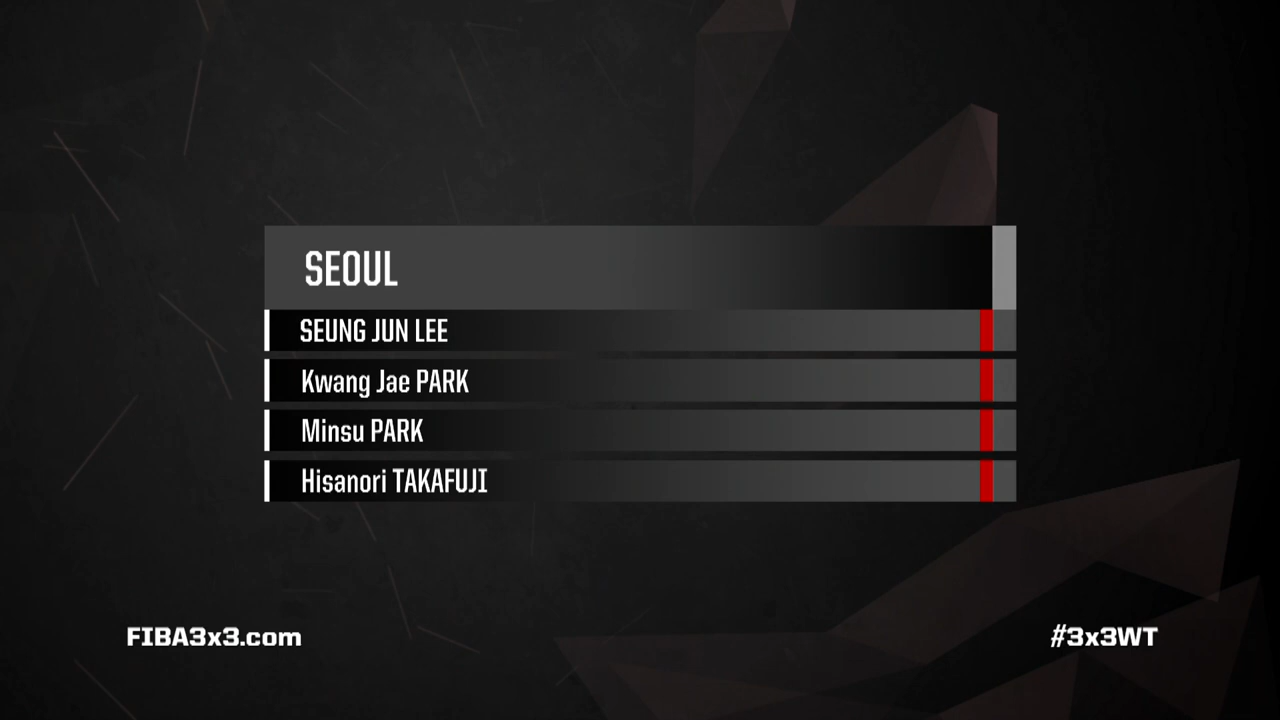 SEOUL
SEUNG JUN LEE
Kwang Jae PARK
Minsu PARK
Hisanori TAKAFUJI
FIBA3x3.com
#3x3WT